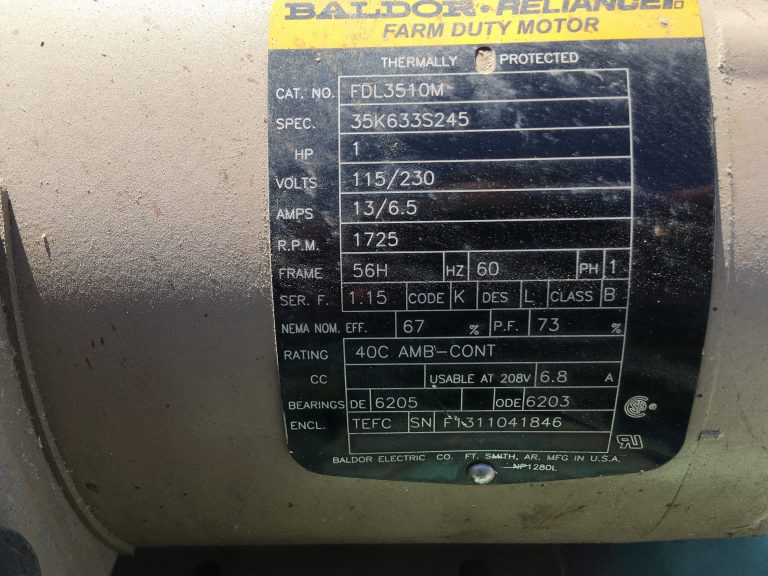 BALDOR • RELIANCE
FARM DUTY MOTOR
THERMALLY PROTECTED
CAT. NO. FDL3510M
SPEC. 35K633S245
HP 1
VOLTS 115/230
AMPS 13/6.5
R.P.M. 1725
FRAME 56H HZ 60 PH 1
SER. F. 1.15 CODE K DES L CLASS B
NEMA NOM. EFF. 67 % P.F. 73 %
RATING 40C AMB-CONT
CC USABLE AT 208V 6.8 A
BEARINGS DE 6205 ODE 6203
ENCL. TEFC SN F1311041846
BALDOR ELECTRIC CO. FT. SMITH, AR. MFG IN U.S.A.
NP1280L